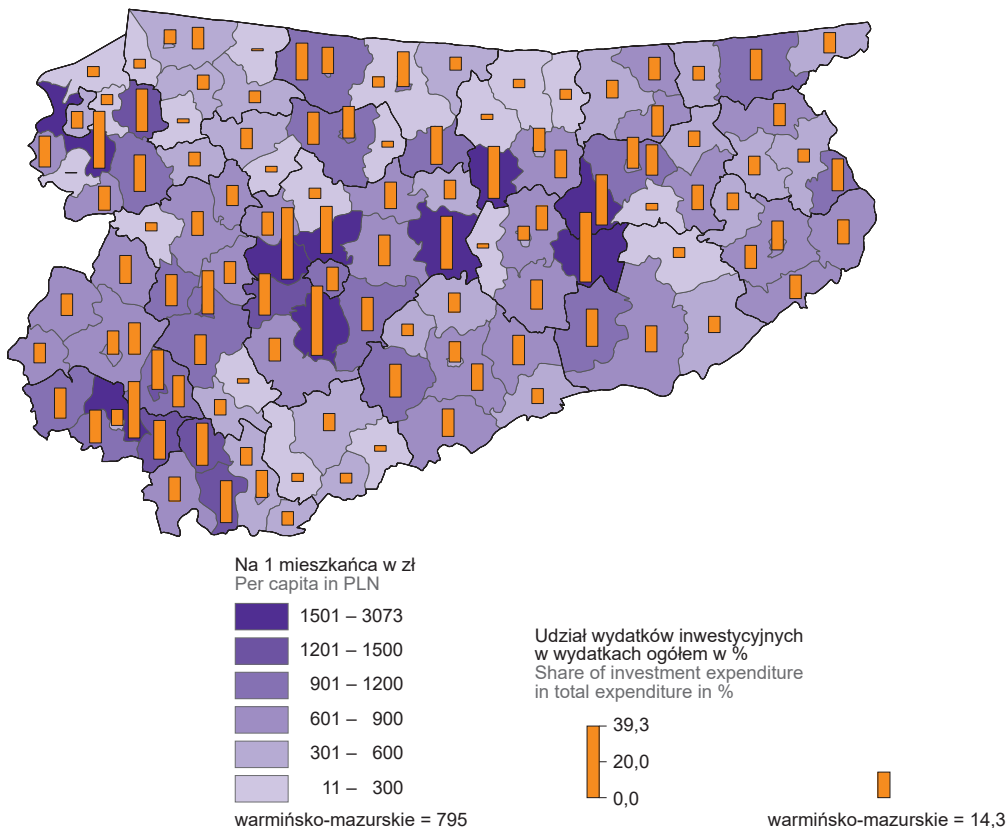 Na 1 mieszkańca w zł
Per capita in PLN
1501 – 3073
1201 – 1500
901 – 1200
601 – 900
301 – 600
11 – 300
warmińsko-mazurskie = 795
Udział wydatków inwestycyjnych
w wydatkach ogółem w %
Share of investment expenditure
in total expenditure in %
39,3
20,0
0,0
warmińsko-mazurskie = 14,3